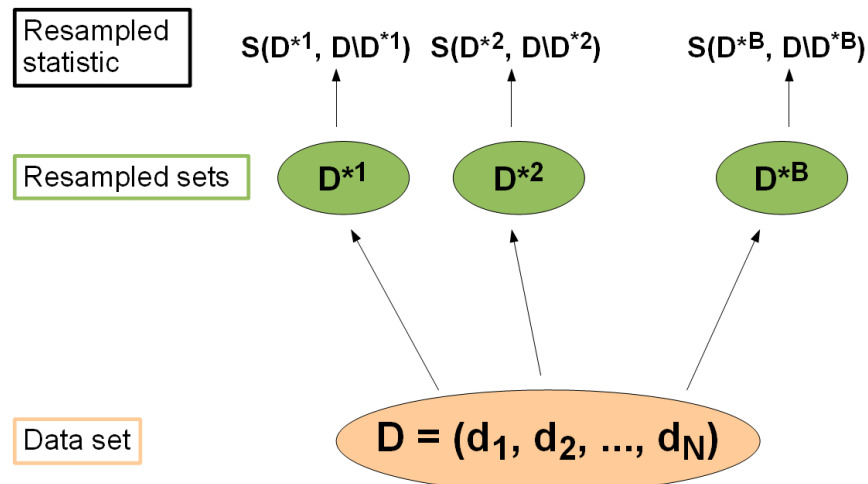 Resampled
statistic
S(D*1, D\D*1)
S(D*2, D\D*2)
S(D*B, D\D*B)
Resampled sets
D*1
D*2
D*B
Data set
D = (d1, d2, ..., dN)